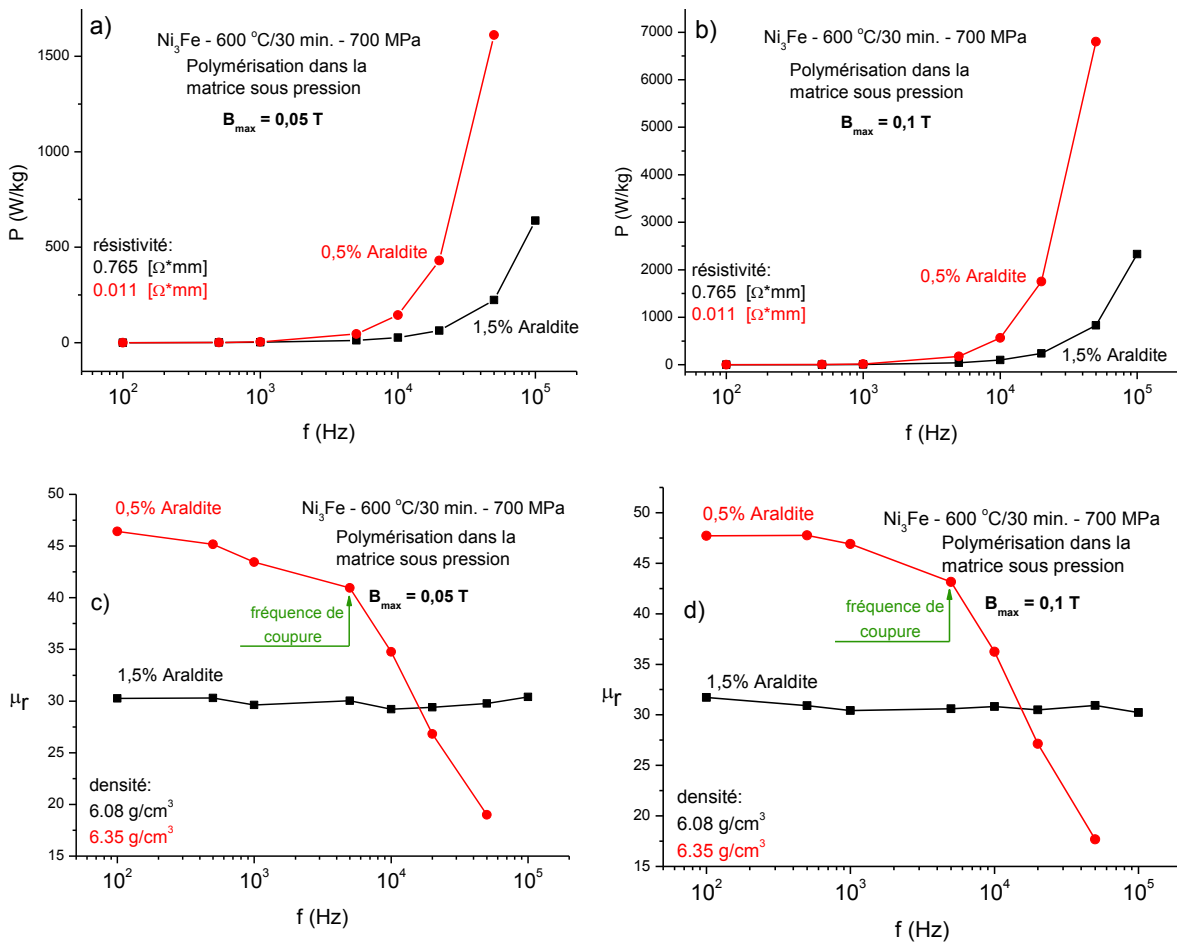 a)
Ni₃Fe - 600 °C/30 min. - 700 MPa
Polymérisation dans la
matrice sous pression
B_max = 0,05 T
1500
1000
500
0
P (W/kg)
0,5% Araldite
résistivité:
0.765 [Ω*mm]
0.011 [Ω*mm]
1,5% Araldite
10² 10³ 10⁴ 10⁵
f (Hz)
b)
Ni₃Fe - 600 °C/30 min. - 700 MPa
Polymérisation dans la
matrice sous pression
B_max = 0,1 T
7000
6000
5000
4000
3000
2000
1000
0
P (W/kg)
0,5% Araldite
résistivité:
0.765 [Ω*mm]
0.011 [Ω*mm]
1,5% Araldite
10² 10³ 10⁴ 10⁵
f (Hz)
c)
0,5% Araldite
Ni₃Fe - 600 °C/30 min. - 700 MPa
Polymérisation dans la
matrice sous pression
B_max = 0,05 T
fréquence de
coupure
50
45
40
35
30
25
20
15
μr
1,5% Araldite
densité:
6.08 g/cm³
6.35 g/cm³
10² 10³ 10⁴ 10⁵
f (Hz)
d)
0,5% Araldite
Ni₃Fe - 600 °C/30 min. - 700 MPa
Polymérisation dans la
matrice sous pression
B_max = 0,1 T
fréquence de
coupure
50
45
40
35
30
25
20
15
μr
1,5% Araldite
densité:
6.08 g/cm³
6.35 g/cm³
10² 10³ 10⁴ 10⁵
f (Hz)